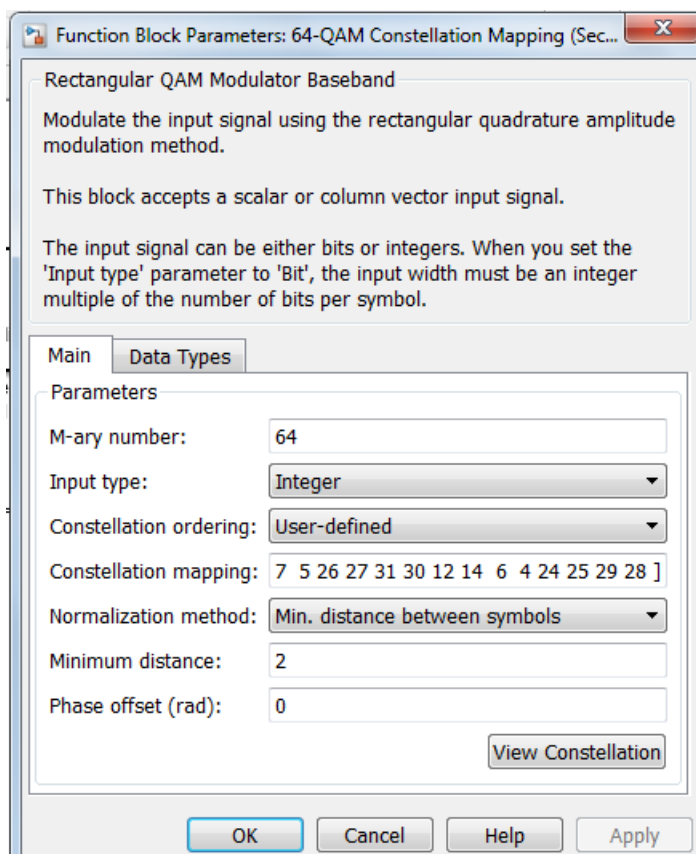 Function Block Parameters: 64-QAM Constellation Mapping (Sec...
Rectangular QAM Modulator Baseband
Modulate the input signal using the rectangular quadrature amplitude
modulation method.
This block accepts a scalar or column vector input signal.
The input signal can be either bits or integers. When you set the
'Input type' parameter to 'Bit', the input width must be an integer
multiple of the number of bits per symbol.
Main Data Types
Parameters
M-ary number: 64
Input type: Integer
Constellation ordering: User-defined
Constellation mapping: 7 5 26 27 31 30 12 14 6 4 24 25 29 28 ]
Normalization method: Min. distance between symbols
Minimum distance: 2
Phase offset (rad): 0
View Constellation
OK Cancel Help Apply